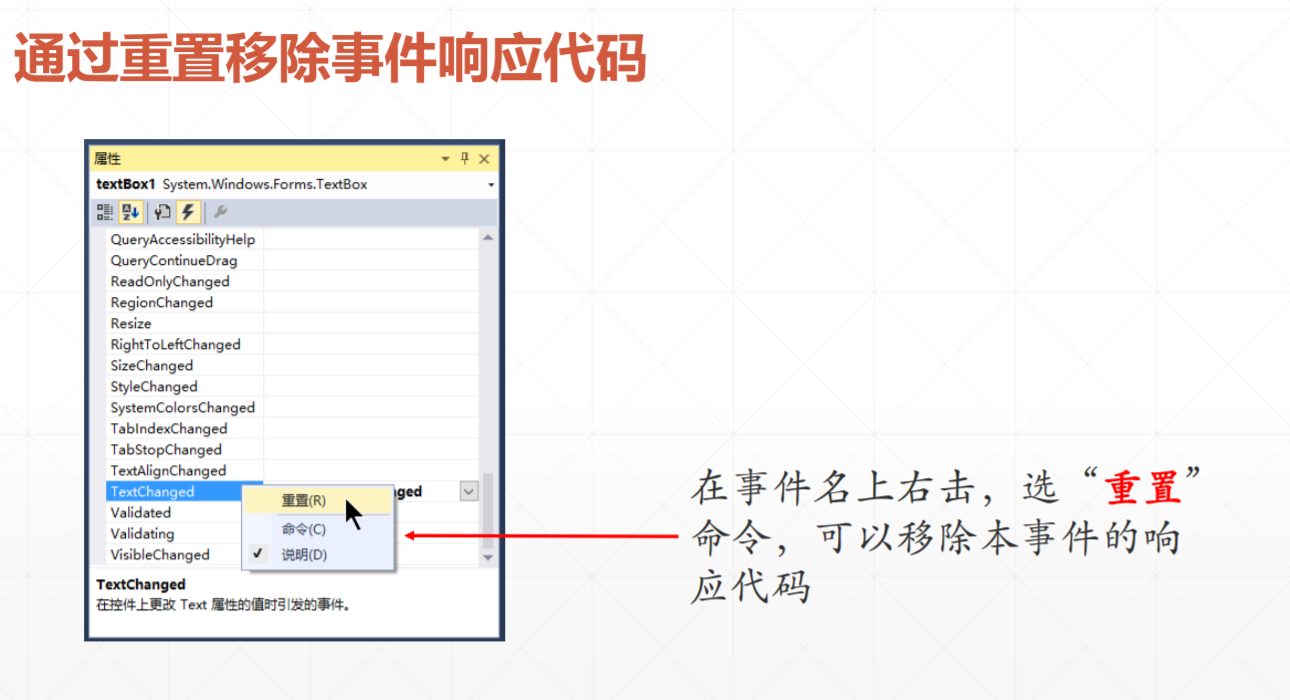 通过重置移除事件响应代码
属性
textBox1 System.Windows.Forms.TextBox
QueryAccessibilityHelp
QueryContinueDrag
ReadOnlyChanged
RegionChanged
Resize
RightToLeftChanged
SizeChanged
StyleChanged
SystemColorsChanged
TabIndexChanged
TabStopChanged
TextAlignChanged
TextChanged
Validated
Validating
VisibleChanged
重置(R)
命令(C)
说明(D)
TextChanged
在控件上更改 Text 属性的值时引发的事件。
在事件名上右击，选“重置”
命令，可以移除本事件的响
应代码